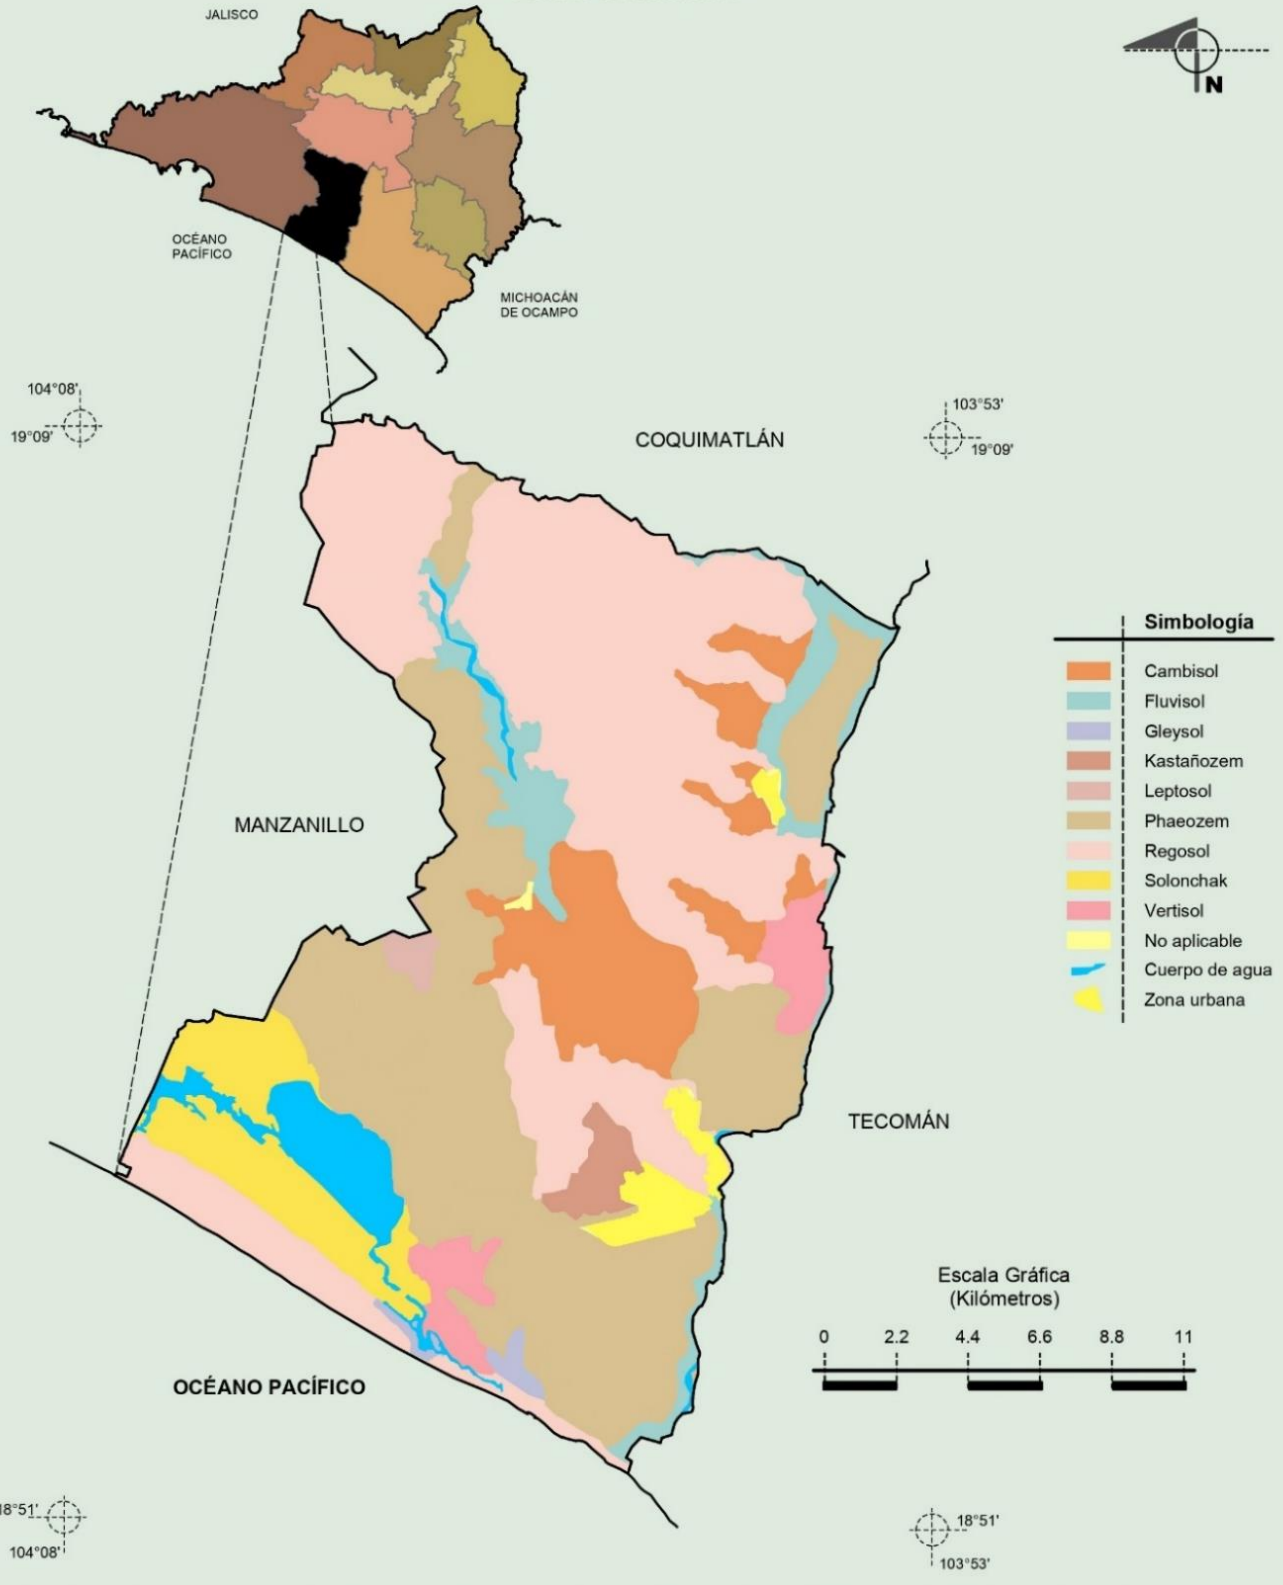 JALISCO
N
OCÉANO
PACÍFICO
MICHOACÁN
DE OCAMPO
104°08'
19°09'
103°53'
19°09'
COQUIMATLÁN
Simbología
Cambisol
Fluvisol
Gleysol
Kastañozem
Leptosol
Phaeozem
Regosol
Solonchak
Vertisol
No aplicable
Cuerpo de agua
Zona urbana
MANZANILLO
TECOMÁN
Escala Gráfica
(Kilómetros)
0 2.2 4.4 6.6 8.8 11
OCÉANO PACÍFICO
18°51'
104°08'
18°51'
103°53'